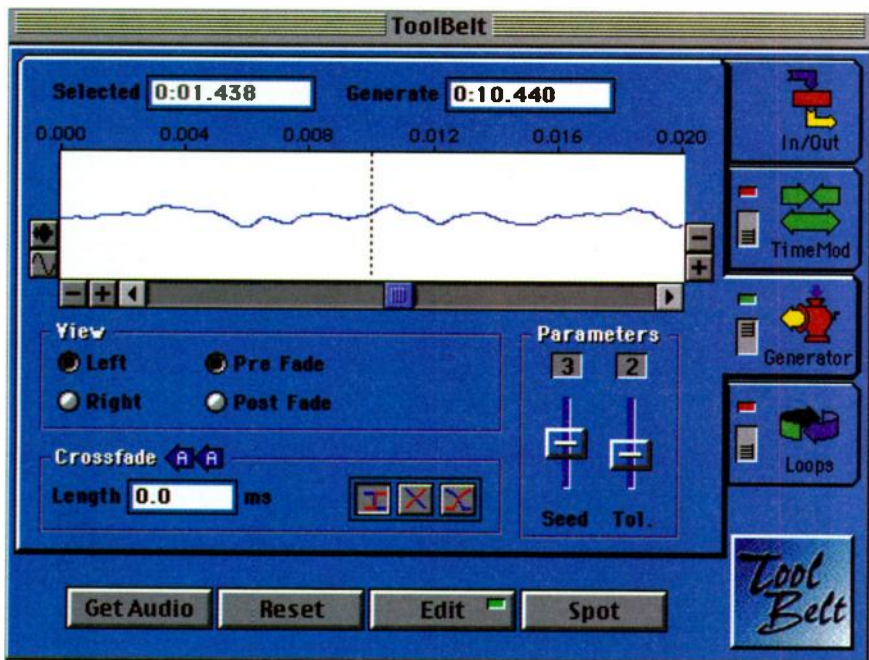 ToolBelt
Selected 0:01.438 Generate 0:10.440
0.000 0.004 0.008 0.012 0.016 0.020
In/Out
TimeMod
View
Left Pre Fade
Right Post Fade
Parameters
3 2
Generator
Crossfade A A
Length 0.0 ms
Seed Tol.
Loops
Get Audio Reset Edit Spot
Tool
Belt